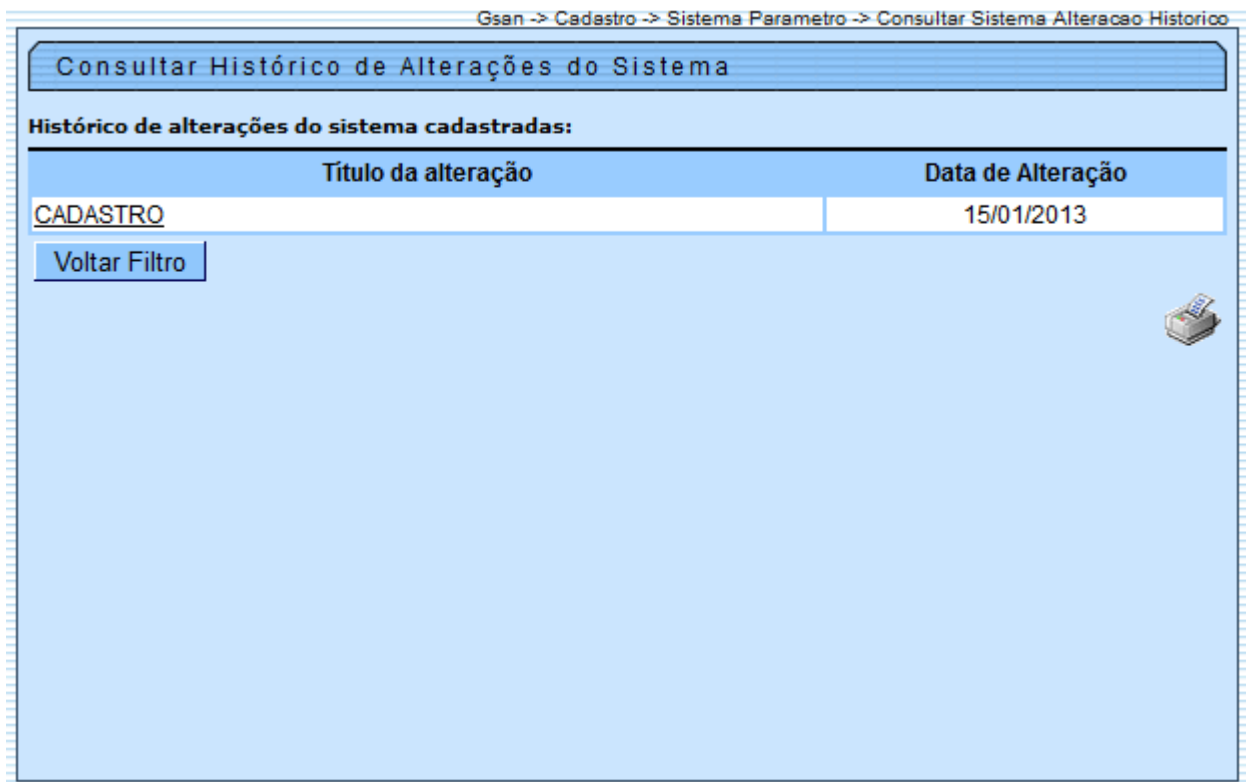 Gsan -> Cadastro -> Sistema Parametro -> Consultar Sistema Alteracao Historico
Consultar Histórico de Alterações do Sistema
Histórico de alterações do sistema cadastradas:
Título da alteração Data de Alteração
CADASTRO 15/01/2013
Voltar Filtro